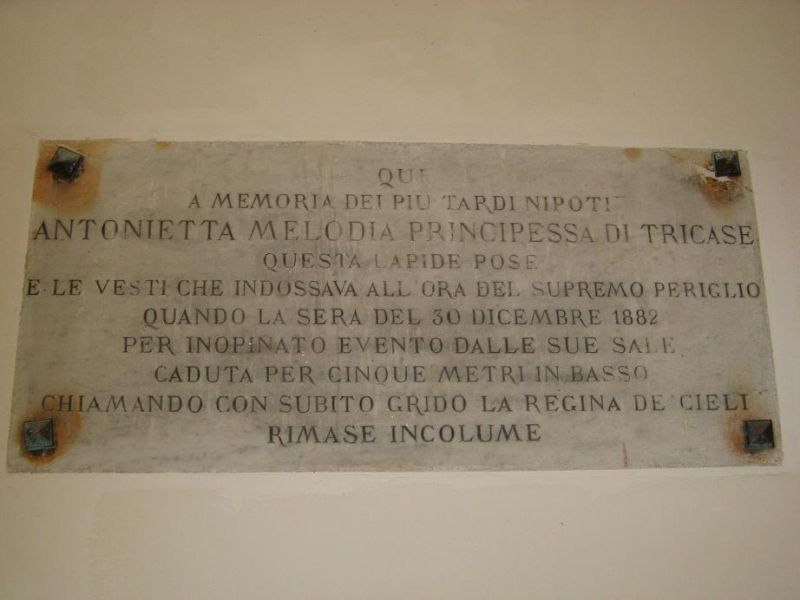 QUI
A MEMORIA DEI PIU TARDI NIPOTI
ANTONIETTA MELODIA PRINCIPESSA DI TRICASE
QUESTA LAPIDE POSE
E LE VESTI CHE INDOSSAVA ALL'ORA DEL SUPREMO PERIGLIO
QUANDO LA SERA DEL 30 DICEMBRE 1882
PER INOPINATO EVENTO DALLE SUE SALE
CADUTA PER CINQUE METRI IN BASSO
CHIAMANDO CON SUBITO GRIDO LA REGINA DE' CIELI
RIMASE INCOLUME